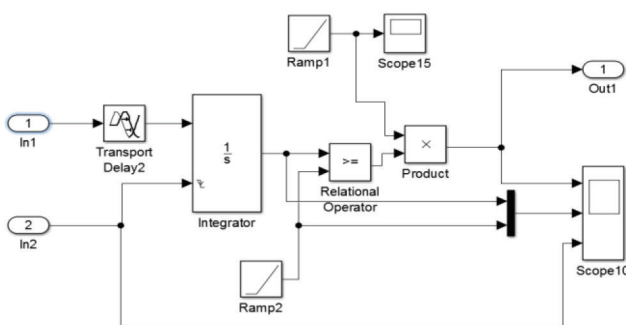 Ramp1
Scope15
1
Out1
1
In1
Transport
Delay2
1
s
Integrator
>=
Relational
Operator
×
Product
2
In2
Ramp2
Scope10